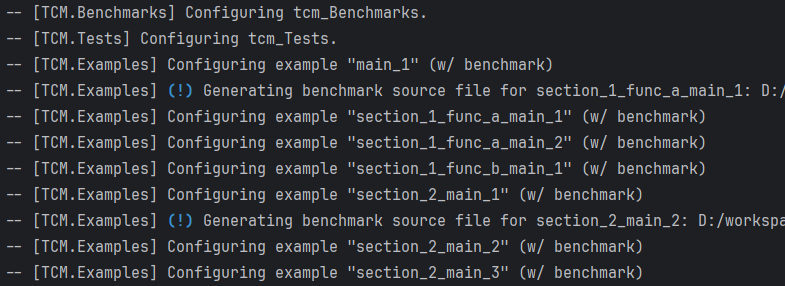 -- [TCM.Benchmarks] Configuring tcm_Benchmarks.
-- [TCM.Tests] Configuring tcm_Tests.
-- [TCM.Examples] Configuring example "main_1" (w/ benchmark)
-- [TCM.Examples] (!) Generating benchmark source file for section_1_func_a_main_1: D:/
-- [TCM.Examples] Configuring example "section_1_func_a_main_1" (w/ benchmark)
-- [TCM.Examples] Configuring example "section_1_func_a_main_2" (w/ benchmark)
-- [TCM.Examples] Configuring example "section_1_func_b_main_1" (w/ benchmark)
-- [TCM.Examples] Configuring example "section_2_main_1" (w/ benchmark)
-- [TCM.Examples] (!) Generating benchmark source file for section_2_main_2: D:/workspa
-- [TCM.Examples] Configuring example "section_2_main_2" (w/ benchmark)
-- [TCM.Examples] Configuring example "section_2_main_3" (w/ benchmark)